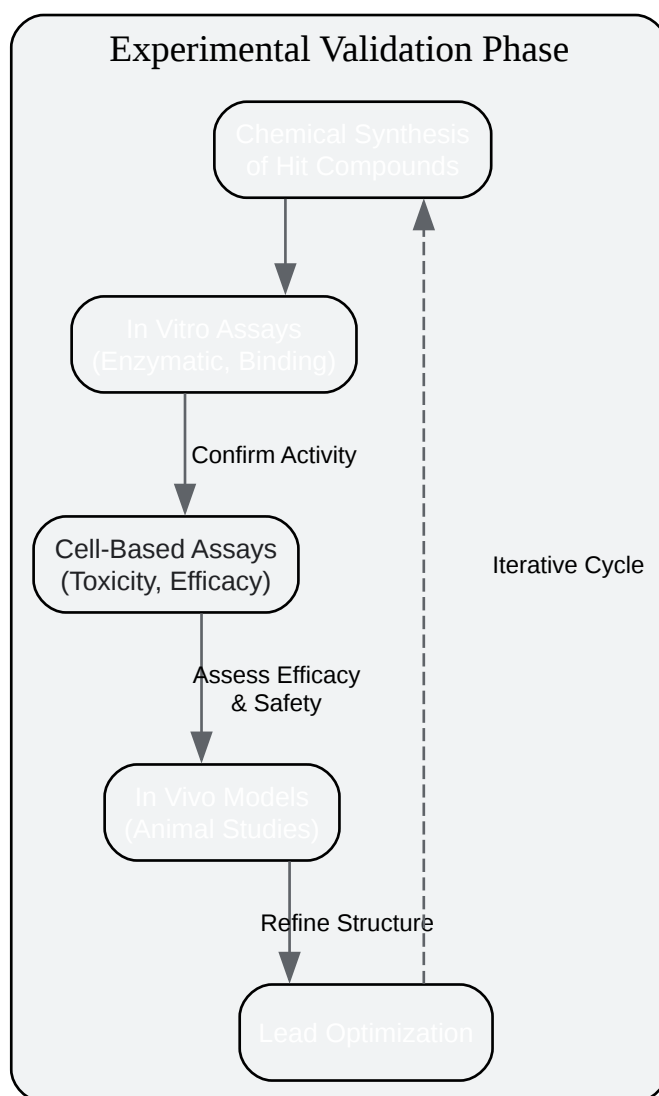 Experimental Validation Phase
Chemical Synthesis
of Hit Compounds
In Vitro Assays
(Enzymatic, Binding)
Confirm Activity
Cell-Based Assays
(Toxicity, Efficacy)
Iterative Cycle
Assess Efficacy
& Safety
In Vivo Models
(Animal Studies)
Refine Structure
Lead Optimization